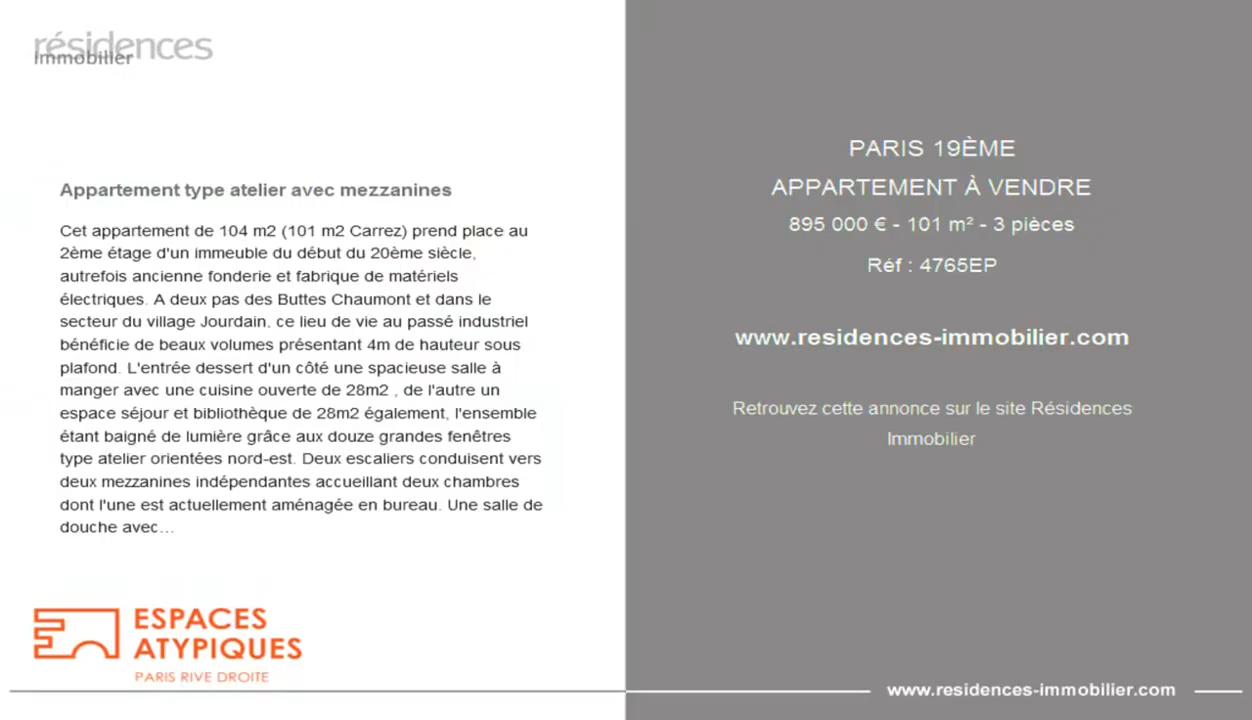 résidences
Immobilier
Appartement type atelier avec mezzanines
Cet appartement de 104 m2 (101 m2 Carrez) prend place au
2ème étage d'un immeuble du début du 20ème siècle,
autrefois ancienne fonderie et fabrique de matériels
électriques. A deux pas des Buttes Chaumont et dans le
secteur du village Jourdain, ce lieu de vie au passé industriel
bénéficie de beaux volumes présentant 4m de hauteur sous
plafond. L'entrée dessert d'un côté une spacieuse salle à
manger avec une cuisine ouverte de 28m2 , de l'autre un
espace séjour et bibliothèque de 28m2 également, l'ensemble
étant baigné de lumière grâce aux douze grandes fenêtres
type atelier orientées nord-est. Deux escaliers conduisent vers
deux mezzanines indépendantes accueillant deux chambres
dont l'une est actuellement aménagée en bureau. Une salle de
douche avec...
ESPACES
ATYPIQUES
PARIS RIVE DROITE
PARIS 19ÈME
APPARTEMENT À VENDRE
895 000 € - 101 m² - 3 pièces
Réf : 4765EP
www.residences-immobilier.com
Retrouvez cette annonce sur le site Résidences
Immobilier
www.residences-immobilier.com